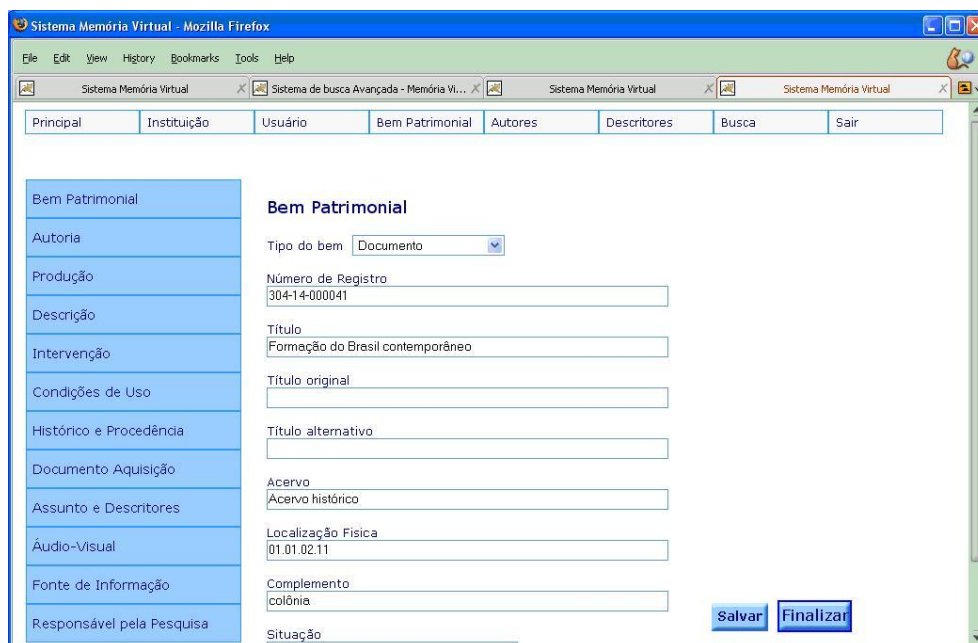 Sistema Memória Virtual - Mozilla Firefox
File Edit View History Bookmarks Tools Help
Sistema Memória Virtual Sistema de busca Avançada - Memória Vi... Sistema Memória Virtual Sistema Memória Virtual
Principal Instituição Usuário Bem Patrimonial Autores Descritores Busca Sair
Bem Patrimonial
Autoria
Produção
Descrição
Intervenção
Condições de Uso
Histórico e Procedência
Documento Aquisição
Assunto e Descritores
Áudio-Visual
Fonte de Informação
Responsável pela Pesquisa
Bem Patrimonial
Tipo do bem Documento
Número de Registro
304-14-000041
Título
Formação do Brasil contemporâneo
Título original
Título alternativo
Acervo
Acervo histórico
Localização Fisica
01.01.02.11
Complemento
colônia
Situação
Salvar Finalizar